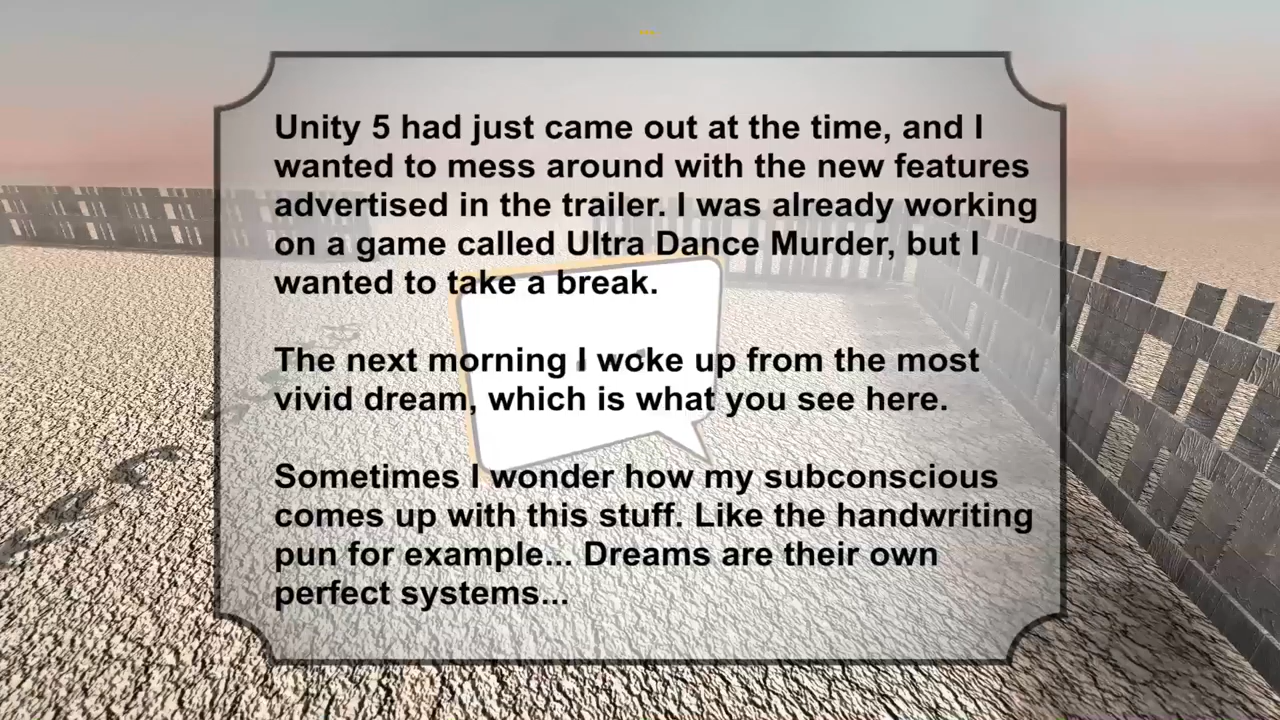 Unity 5 had just came out at the time, and I
wanted to mess around with the new features
advertised in the trailer. I was already working
on a game called Ultra Dance Murder, but I
wanted to take a break.
The next morning I woke up from the most
vivid dream, which is what you see here.
Sometimes I wonder how my subconscious
comes up with this stuff. Like the handwriting
pun for example... Dreams are their own
perfect systems...